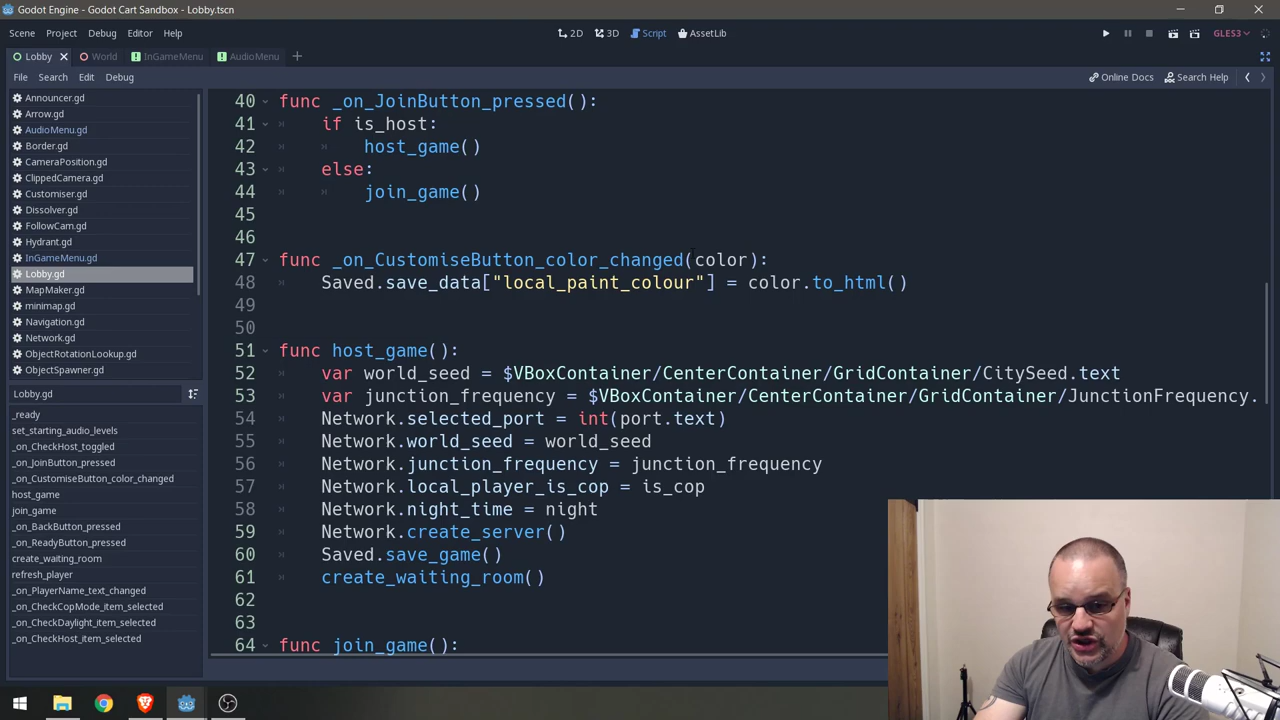 Godot Engine - Godot Cart Sandbox - Lobby.tscn
Scene Project Debug Editor Help
2D 3D Script AssetLib
GLES3
Lobby World InGameMenu AudioMenu
File Search Edit Debug
Online Docs Search Help
Announcer.gd
Arrow.gd
AudioMenu.gd
Border.gd
CameraPosition.gd
ClippedCamera.gd
Customiser.gd
Dissolver.gd
FollowCam.gd
Hydrant.gd
InGameMenu.gd
Lobby.gd
MapMaker.gd
minimap.gd
Navigation.gd
Network.gd
ObjectRotationLookup.gd
ObjectSpawner.gd
Lobby.gd
_ready
set_starting_audio_levels
_on_CheckHost_toggled
_on_JoinButton_pressed
_on_CustomiseButton_color_changed
host_game
join_game
_on_BackButton_pressed
_on_ReadyButton_pressed
create_waiting_room
refresh_player
_on_PlayerName_text_changed
_on_CheckCopMode_item_selected
_on_CheckDaylight_item_selected
_on_CheckHost_item_selected
40 func _on_JoinButton_pressed():
41 if is_host:
42 host_game()
43 else:
44 join_game()
45
46
47 func _on_CustomiseButton_color_changed(color):
48 Saved.save_data["local_paint_colour"] = color.to_html()
49
50
51 func host_game():
52 var world_seed = $VBoxContainer/CenterContainer/GridContainer/CitySeed.text
53 var junction_frequency = $VBoxContainer/CenterContainer/GridContainer/JunctionFrequency.
54 Network.selected_port = int(port.text)
55 Network.world_seed = world_seed
56 Network.junction_frequency = junction_frequency
57 Network.local_player_is_cop = is_cop
58 Network.night_time = night
59 Network.create_server()
60 Saved.save_game()
61 create_waiting_room()
62
63
64 func join_game():